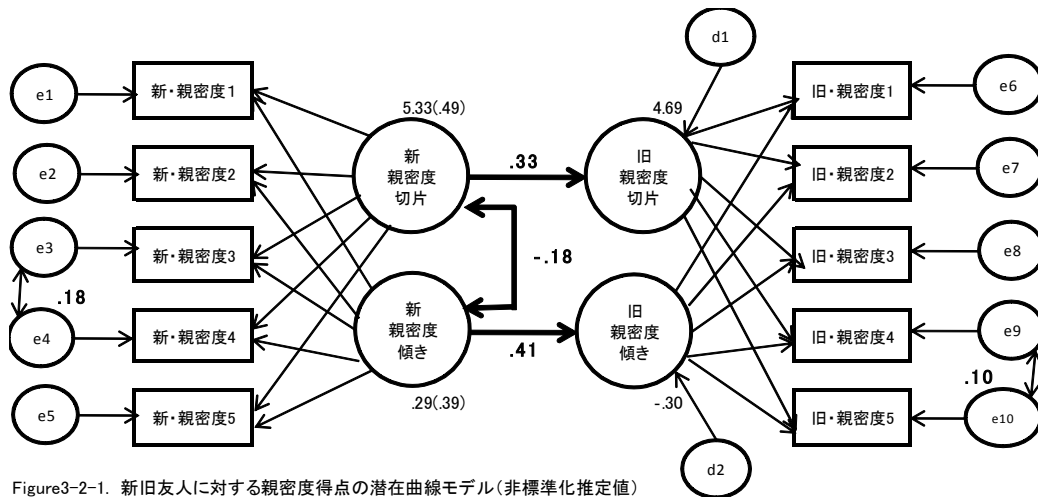 d1
e1
新・親密度1
旧・親密度1
e6
5.33(.49)
4.69
e2
新・親密度2
新
親密度
切片
.33
旧
親密度
切片
旧・親密度2
e7
e3
新・親密度3
-.18
旧・親密度3
e8
.18
e4
新・親密度4
新
親密度
傾き
.41
旧
親密度
傾き
旧・親密度4
e9
.10
e5
新・親密度5
.29(.39)
-.30
旧・親密度5
e10
d2
Figure3-2-1. 新旧友人に対する親密度得点の潜在曲線モデル(非標準化推定値)